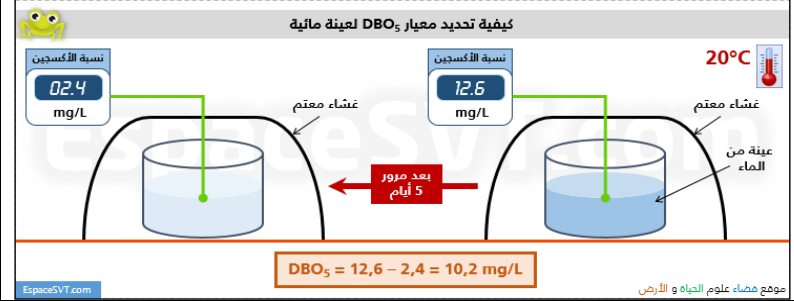 كيفية تحديد معيار DBO₅ لعينة مائية
20°C
نسبة الأكسجين
12.6
mg/L
غشاء معتم
عينة من
الماء
بعد مرور
5 أيام
نسبة الأكسجين
02.4
mg/L
غشاء معتم
EspaceSVT.com
DBO₅ = 12,6 – 2,4 = 10,2 mg/L
موقع فضاء علوم الحياة و الأرض
EspaceSVT.com